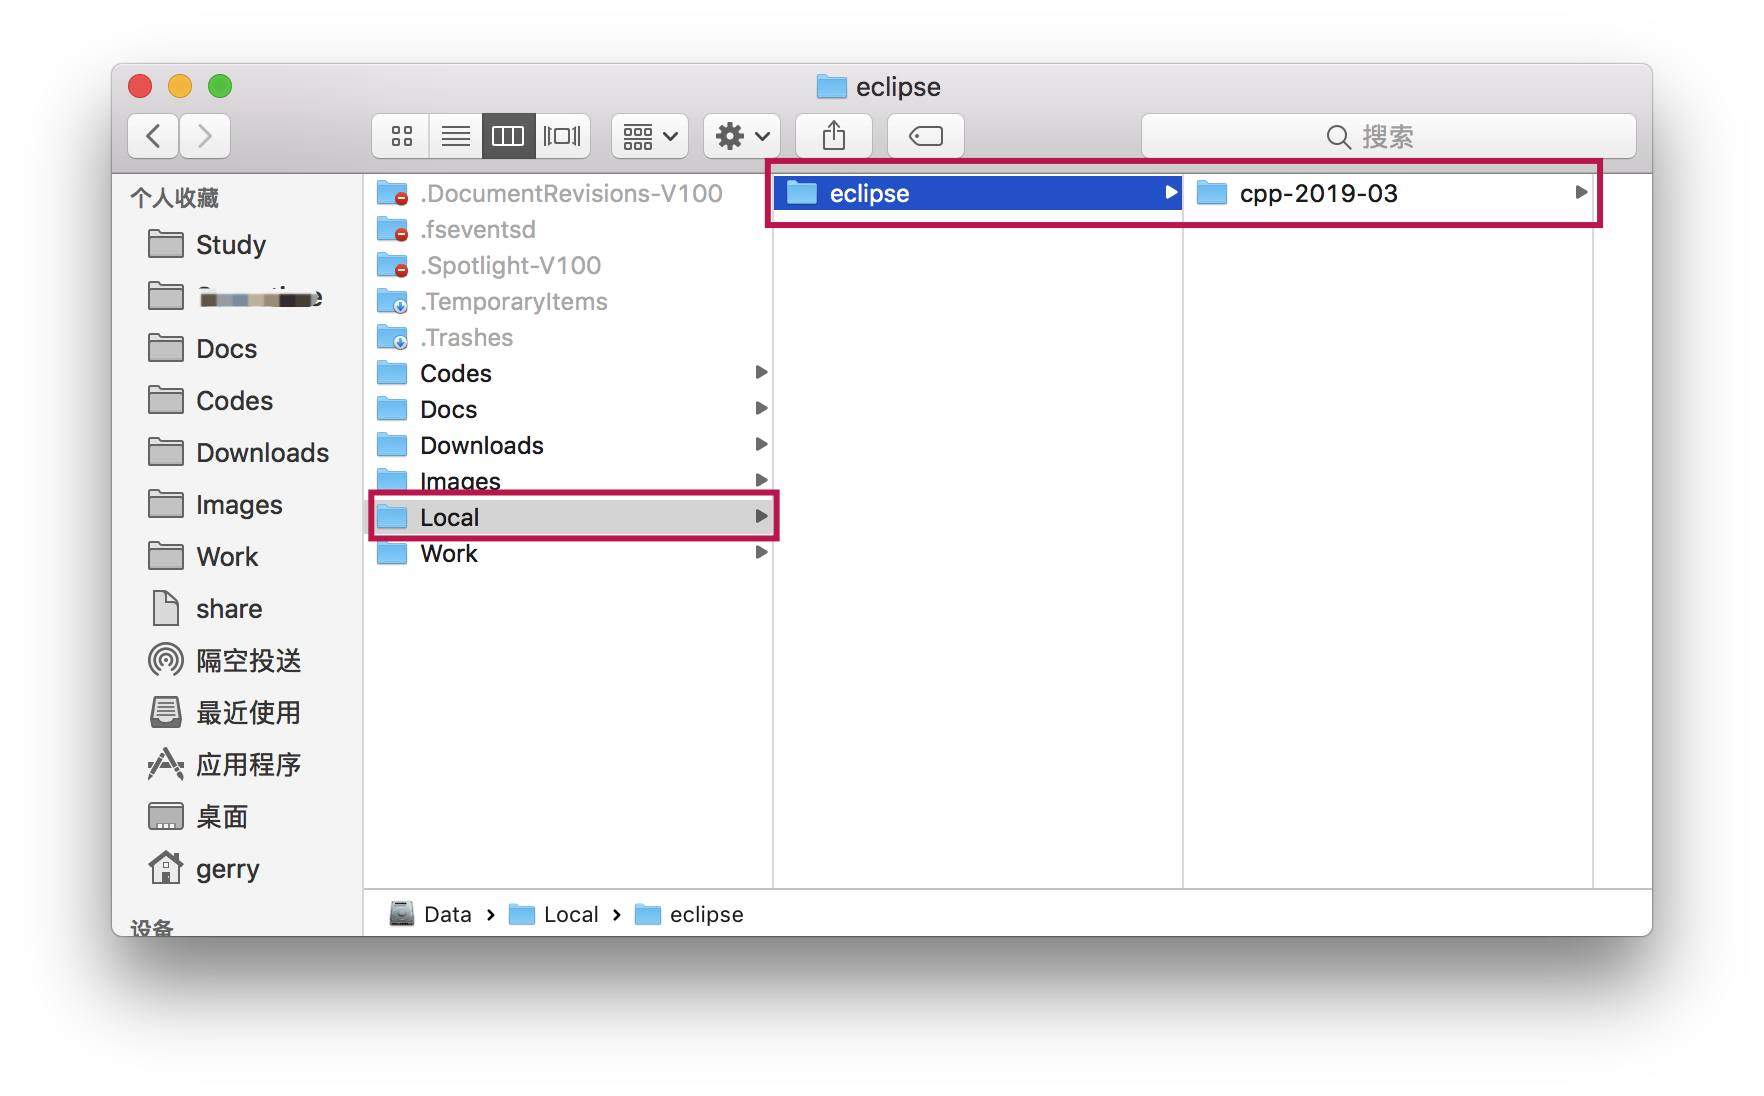 eclipse
搜索
个人收藏
Study
Docs
Codes
Downloads
Images
Work
share
隔空投送
最近使用
应用程序
桌面
gerry
设备
.DocumentRevisions-V100
.fseventsd
.Spotlight-V100
.TemporaryItems
.Trashes
Codes
Docs
Downloads
Images
Local
Work
eclipse
cpp-2019-03
Data › Local › eclipse